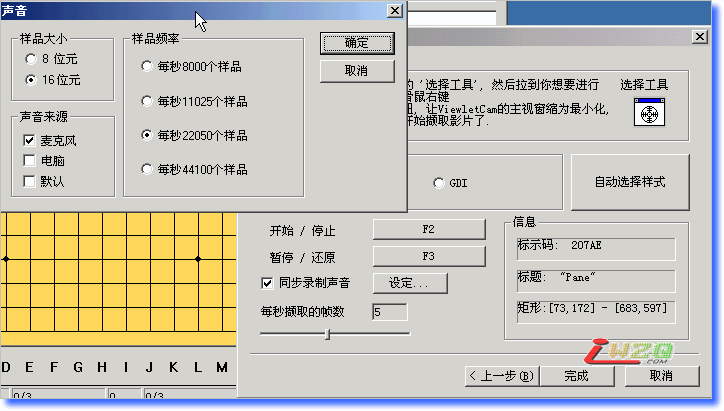 声音
样品大小
8 位元
16 位元
声音来源
麦克风
电脑
默认
样品频率
每秒8000个样品
每秒11025个样品
每秒22050个样品
每秒44100个样品
确定
取消
的 '选择工具', 然后拉到你想要进行
骨鼠右键
让ViewletCam的主视窗缩为最小化,
开始撷取影片了.
选择工具
GDI
自动选择样式
开始 / 停止
F2
暂停 / 还原
F3
同步录制声音
设定...
每秒撷取的帧数
5
信息
标示码: 207AE
标题: "Pane"
矩形:[73,172] - [683,597]
D E F G H J K L M
0/3 0 0/3
.COM
< 上一步(B)
完成
取消